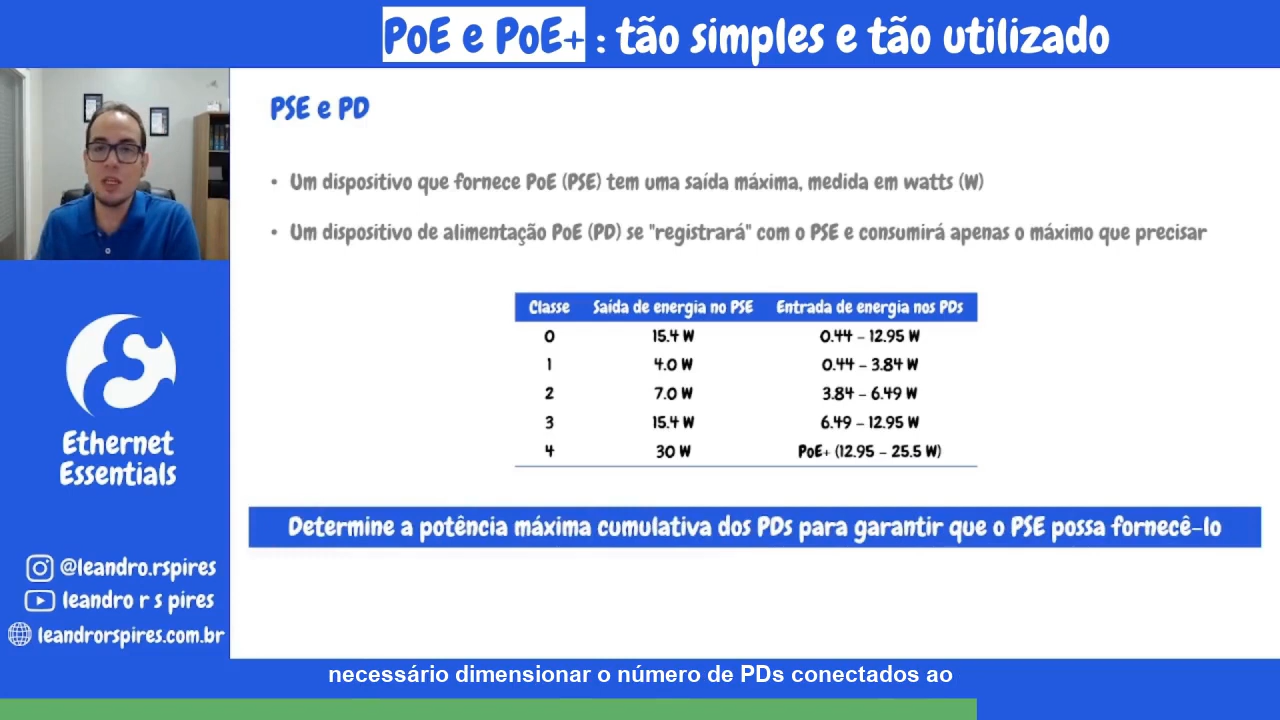 PoE e PoE+ : tão simples e tão utilizado
PSE e PD
• Um dispositivo que fornece PoE (PSE) tem uma saída máxima, medida em watts (W)
• Um dispositivo de alimentação PoE (PD) se "registrará" com o PSE e consumirá apenas o máximo que precisar
Classe Saída de energia no PSE Entrada de energia nos PDs
0 15.4 W 0.44 – 12.95 W
1 4.0 W 0.44 – 3.84 W
2 7.0 W 3.84 – 6.49 W
3 15.4 W 6.49 – 12.95 W
4 30 W PoE+ (12.95 – 25.5 W)
Determine a potência máxima cumulativa dos PDs para garantir que o PSE possa fornecê-lo
Ethernet
Essentials
@leandro.rspires
leandro r s pires
leandrorspires.com.br
necessário dimensionar o número de PDs conectados ao